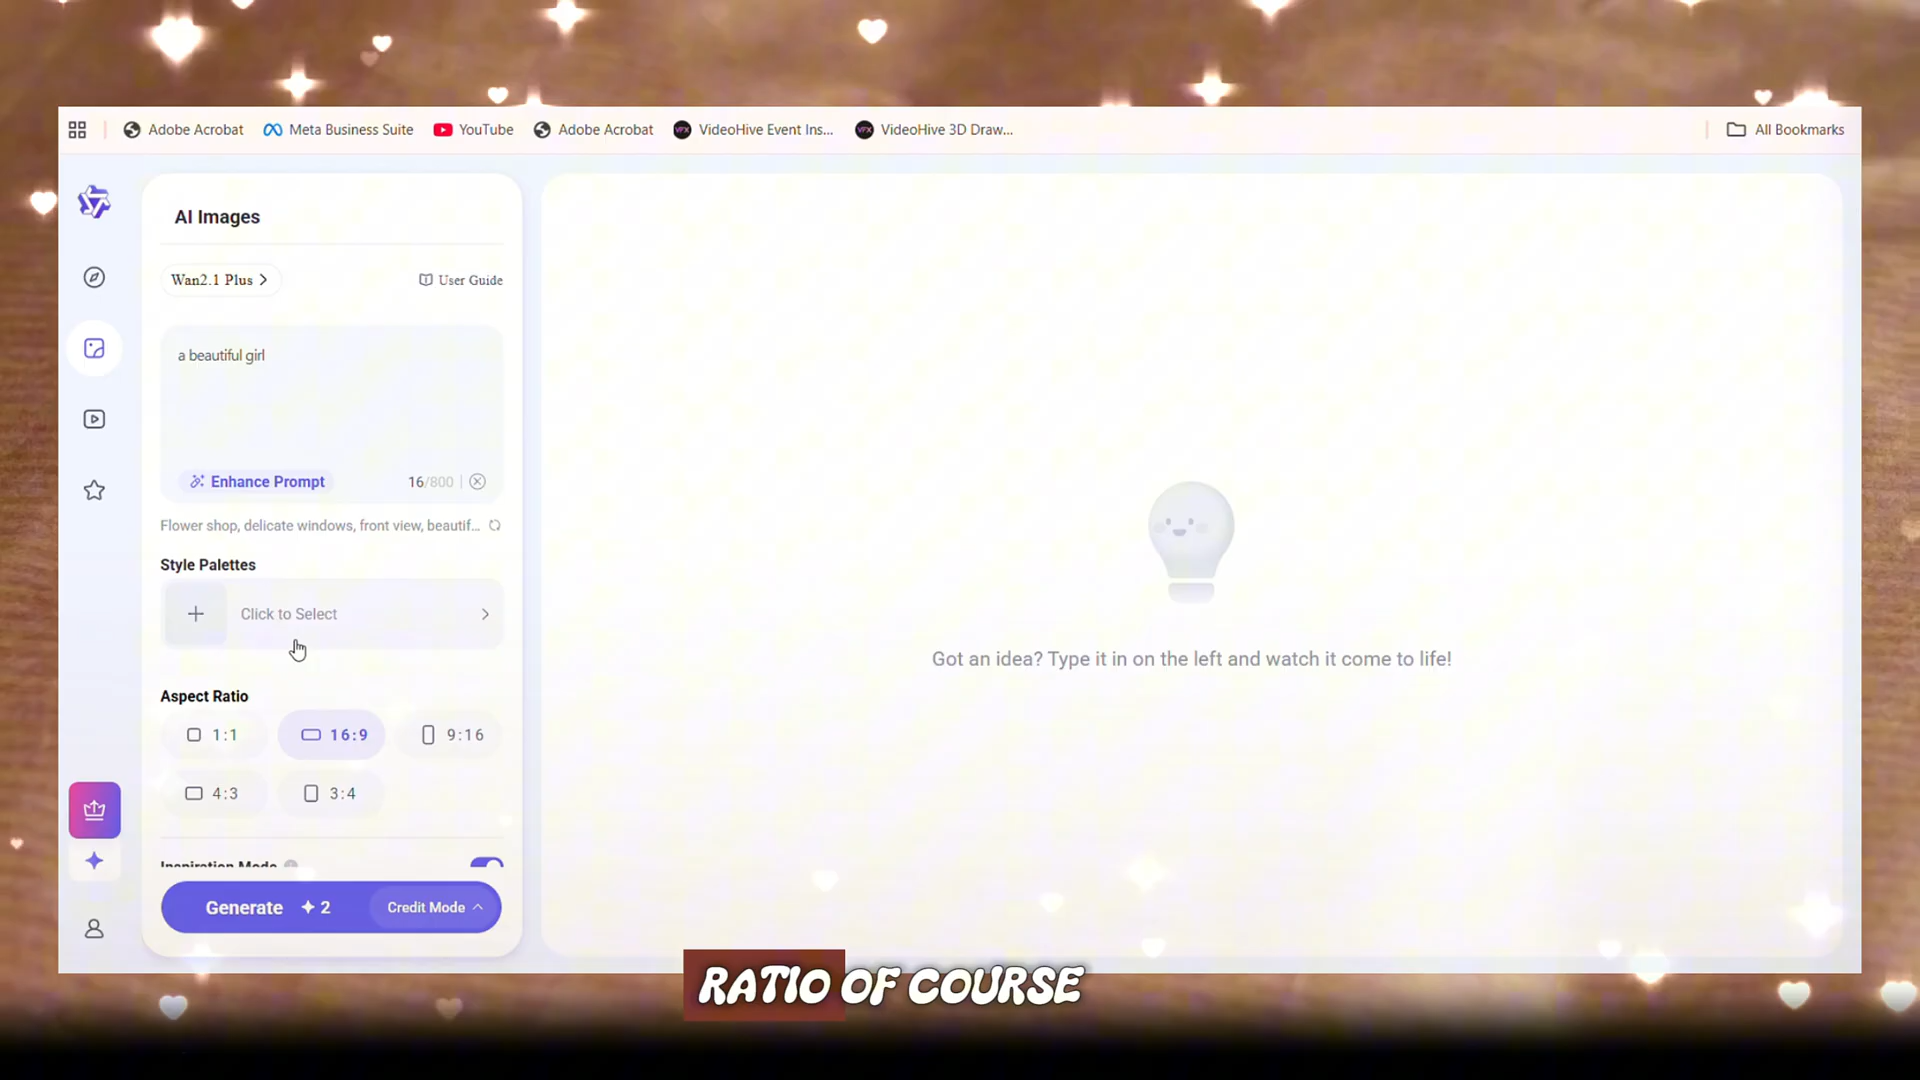 Adobe Acrobat Meta Business Suite YouTube Adobe Acrobat VideoHive Event Ins... VideoHive 3D Draw... All Bookmarks
AI Images
Wan2.1 Plus User Guide
a beautiful girl
Enhance Prompt 16/800
Flower shop, delicate windows, front view, beautif...
Style Palettes
Click to Select
Aspect Ratio
1:1 16:9 9:16
4:3 3:4
Inspiration Mode
Generate 2 Credit Mode
Got an idea? Type it in on the left and watch it come to life!
RATIO OF COURSE